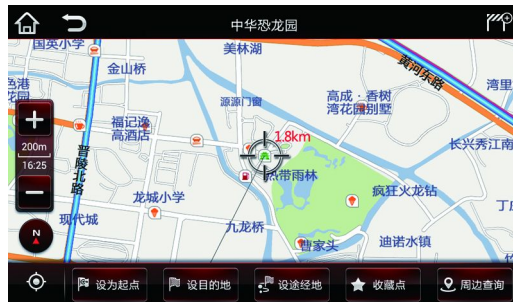 中华恐龙园
国英小学
美林湖
金山桥
黄河东路
源源门窗
高成·香树
湾花园别墅
湾里
福记逸
高酒店
1.8km
200m
16:25
晋陵北路
长兴秀江南
热带雨林
疯狂火龙钻
龙城小学
现代城
九龙桥
曹家头
迪诺水镇
N
设为起点
设目的地
设途经地
收藏点
周边查询